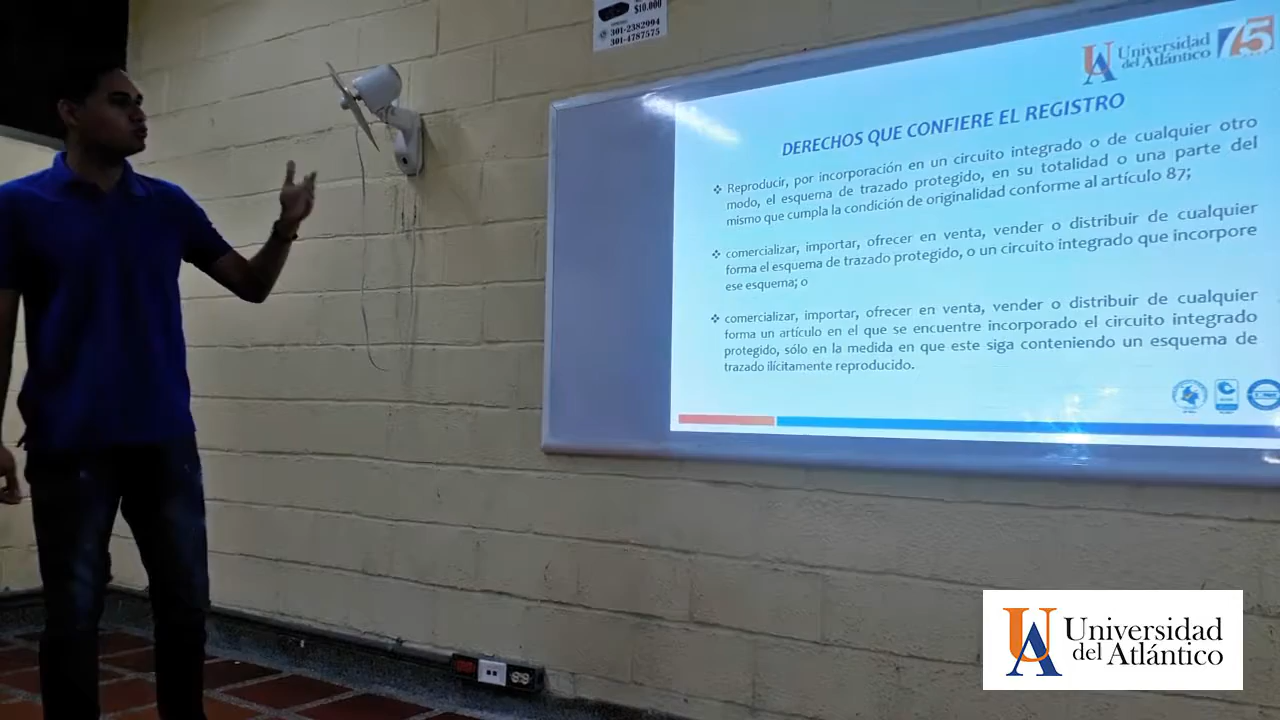 $10.000
301-2382994
301-4787575
Universidad
del Atlántico
75
DERECHOS QUE CONFIERE EL REGISTRO
❖ Reproducir, por incorporación en un circuito integrado o de cualquier otro
modo, el esquema de trazado protegido, en su totalidad o una parte del
mismo que cumpla la condición de originalidad conforme al artículo 87;
❖ comercializar, importar, ofrecer en venta, vender o distribuir de cualquier
forma el esquema de trazado protegido, o un circuito integrado que incorpore
ese esquema; o
❖ comercializar, importar, ofrecer en venta, vender o distribuir de cualquier
forma un artículo en el que se encuentre incorporado el circuito integrado
protegido, sólo en la medida en que este siga conteniendo un esquema de
trazado ilícitamente reproducido.
Universidad
del Atlántico